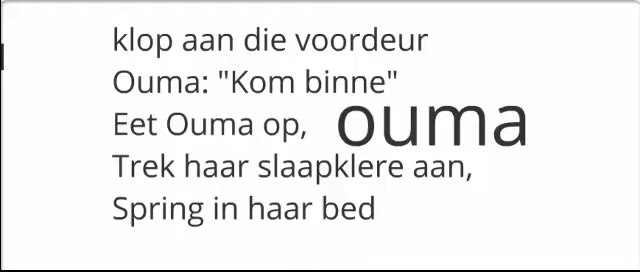 klop aan die voordeur
Ouma: "Kom binne"
Eet Ouma op,
ouma
Trek haar slaapklere aan,
Spring in haar bed